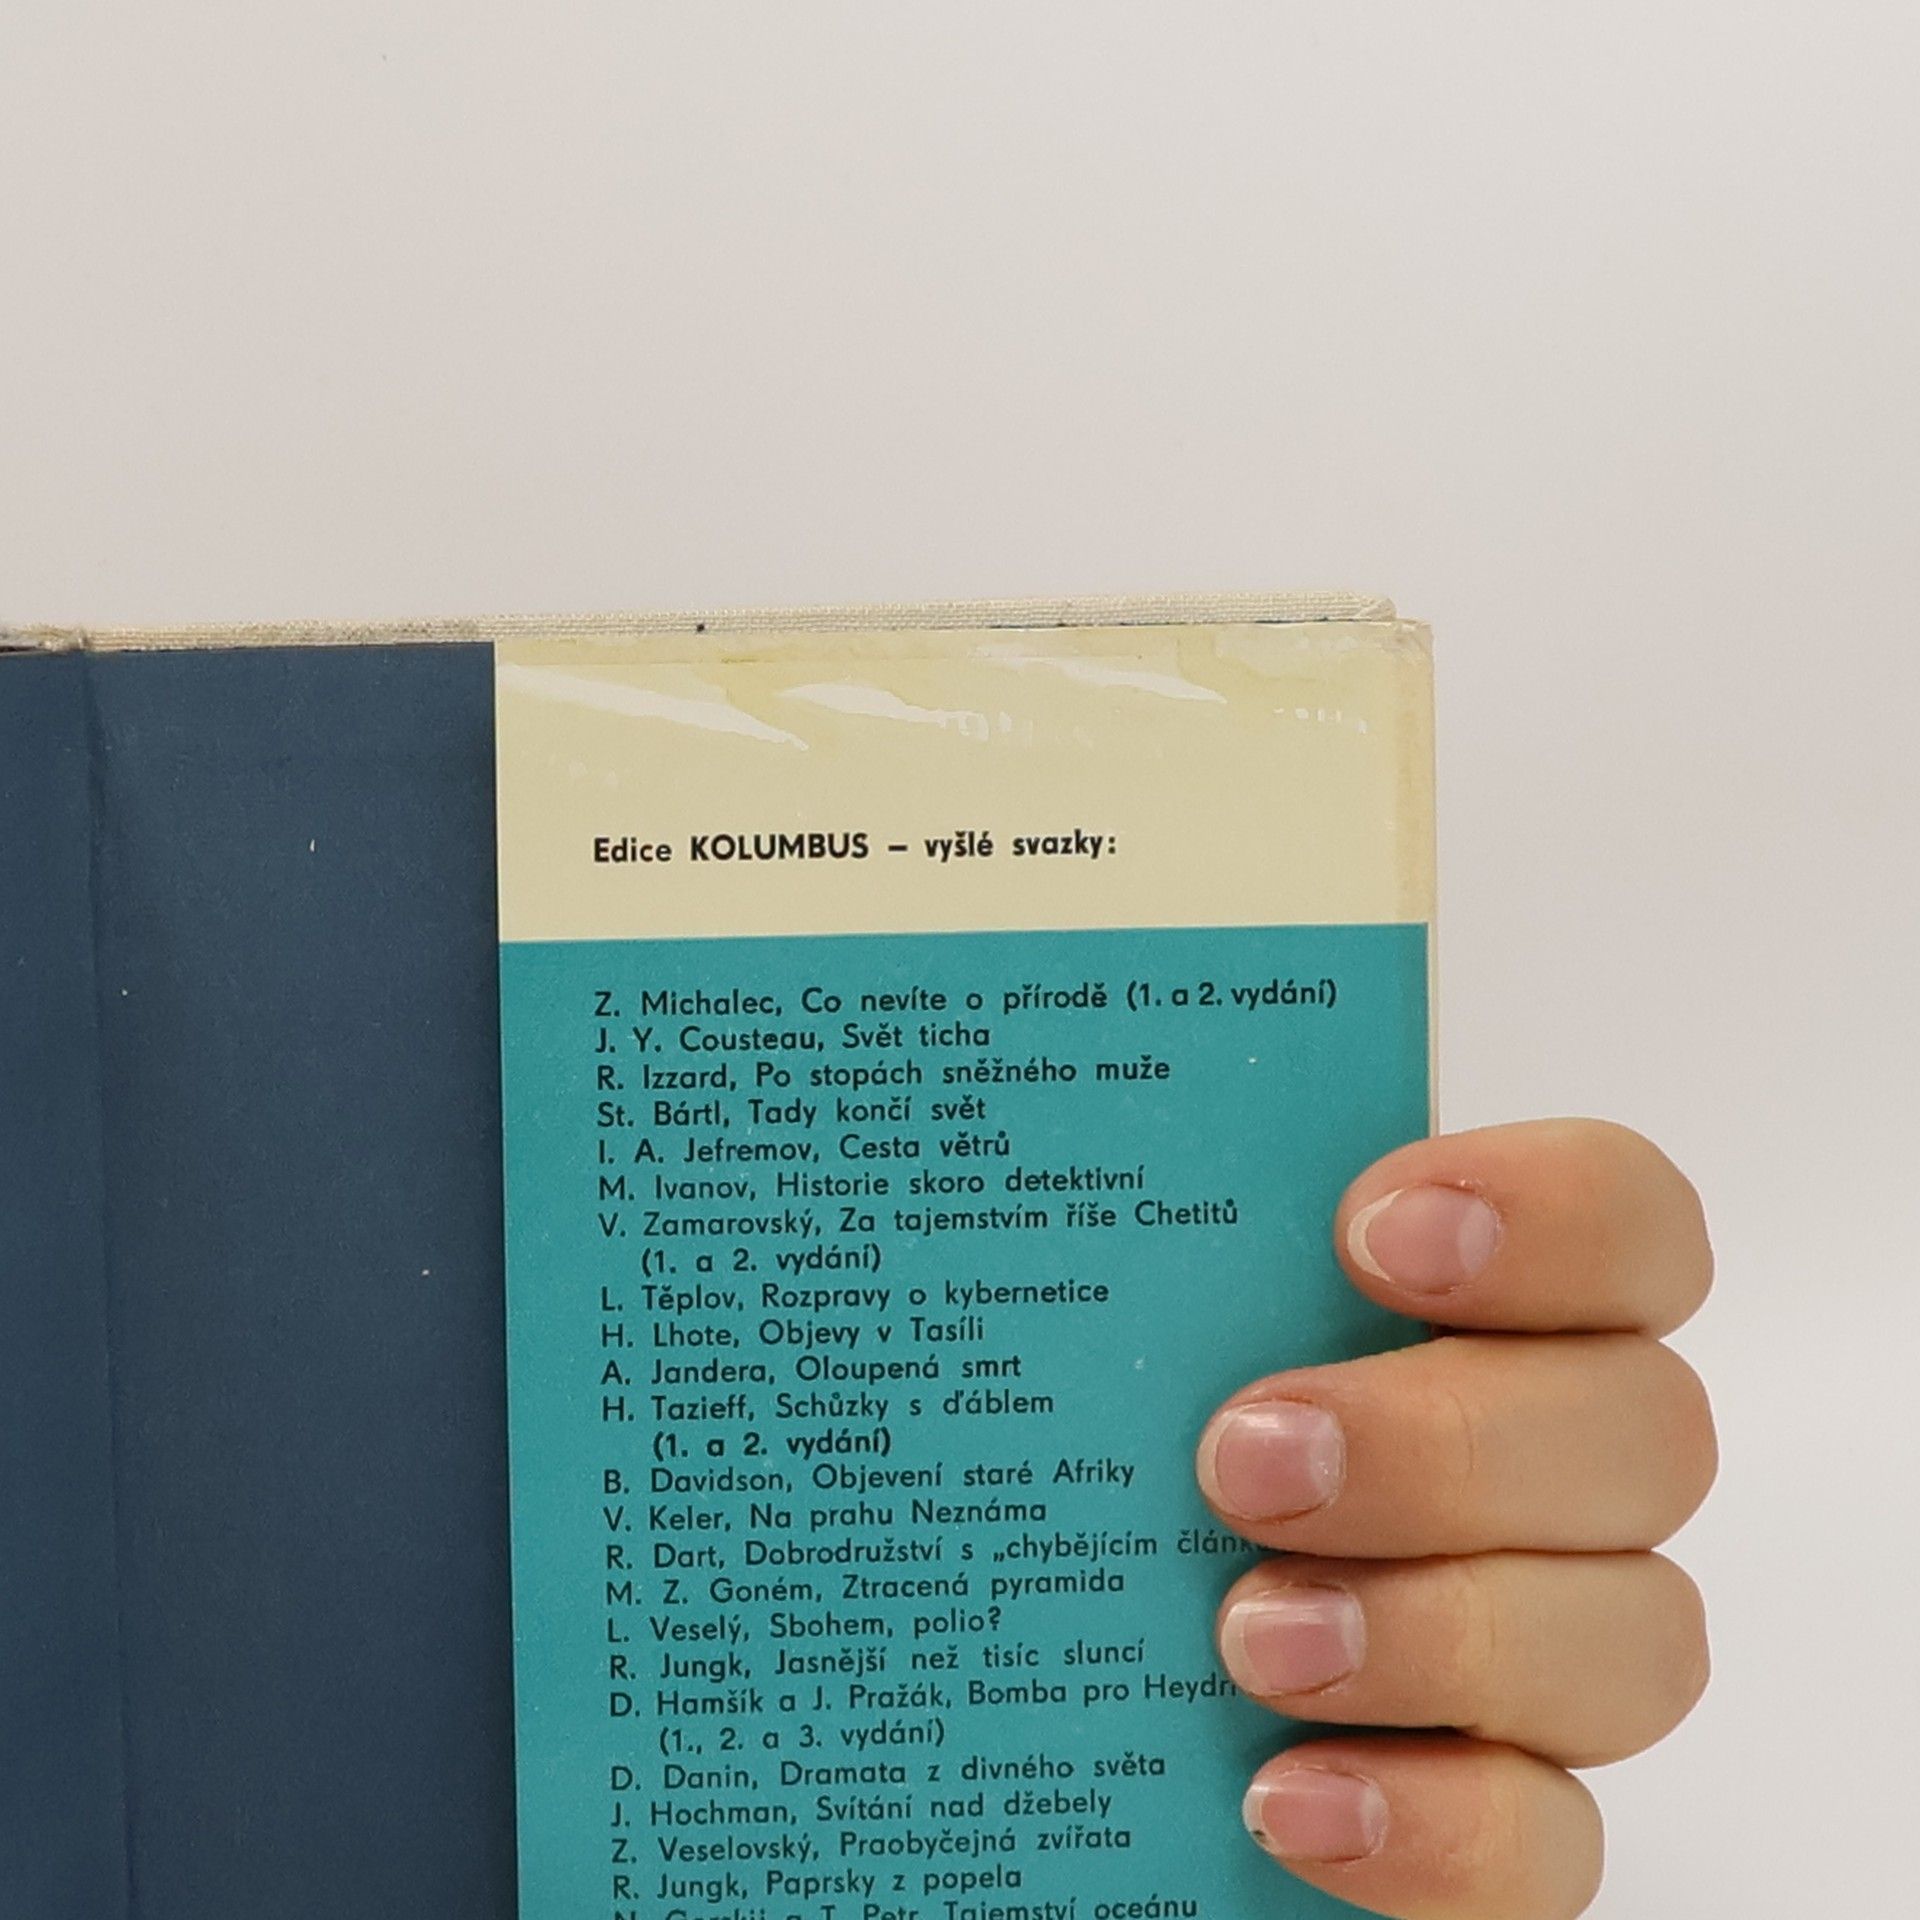 Edice KOLUMBUS – vyšlé svazky:
Z. Michalec, Co nevíte o přírodě (1. a 2. vydání)
J. Y. Cousteau, Svět ticha
R. Izzard, Po stopách sněžného muže
St. Bártl, Tady končí svět
I. A. Jefremov, Cesta větrů
M. Ivanov, Historie skoro detektivní
V. Zamarovský, Za tajemstvím říše Chetitů
(1. a 2. vydání)
L. Těplov, Rozpravy o kybernetice
H. Lhote, Objevy v Tasíli
A. Jandera, Oloupená smrt
H. Tazieff, Schůzky s ďáblem
(1. a 2. vydání)
B. Davidson, Objevení staré Afriky
V. Keler, Na prahu Neznáma
R. Dart, Dobrodružství s „chybějícím
M. Z. Goném, Ztracená pyramida
L. Veselý, Sbohem, polio?
R. Jungk, Jasnější než tisíc sluncí
D. Hamšík a J. Pražák, Bomba pro
(1., 2. a 3. vydání)
D. Danin, Dramata z divného světa
J. Hochman, Svítání nad džebely
Z. Veselovský, Praobyčejná zvířata
R. Jungk, Paprsky z popela
a T. Petr, Tajemství oceánu